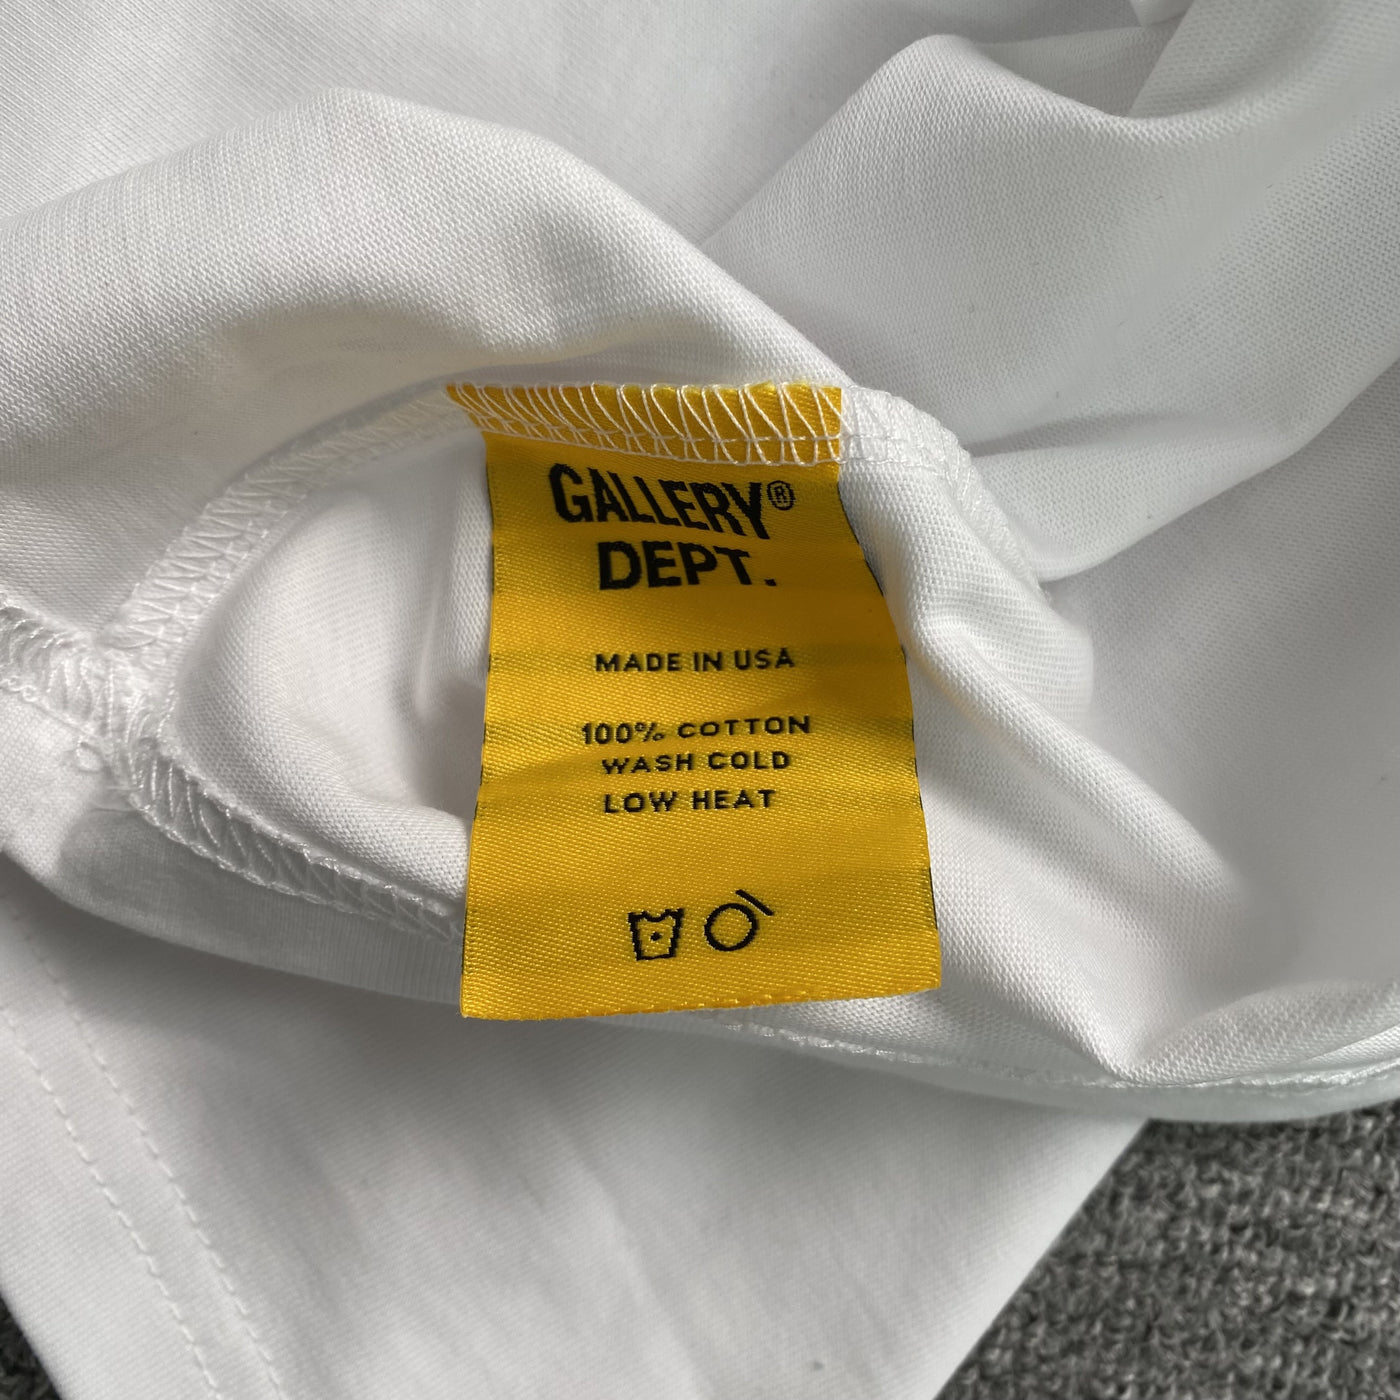 GALLERY®
DEPT.
MADE IN USA
100% COTTON
WASH COLD
LOW HEAT